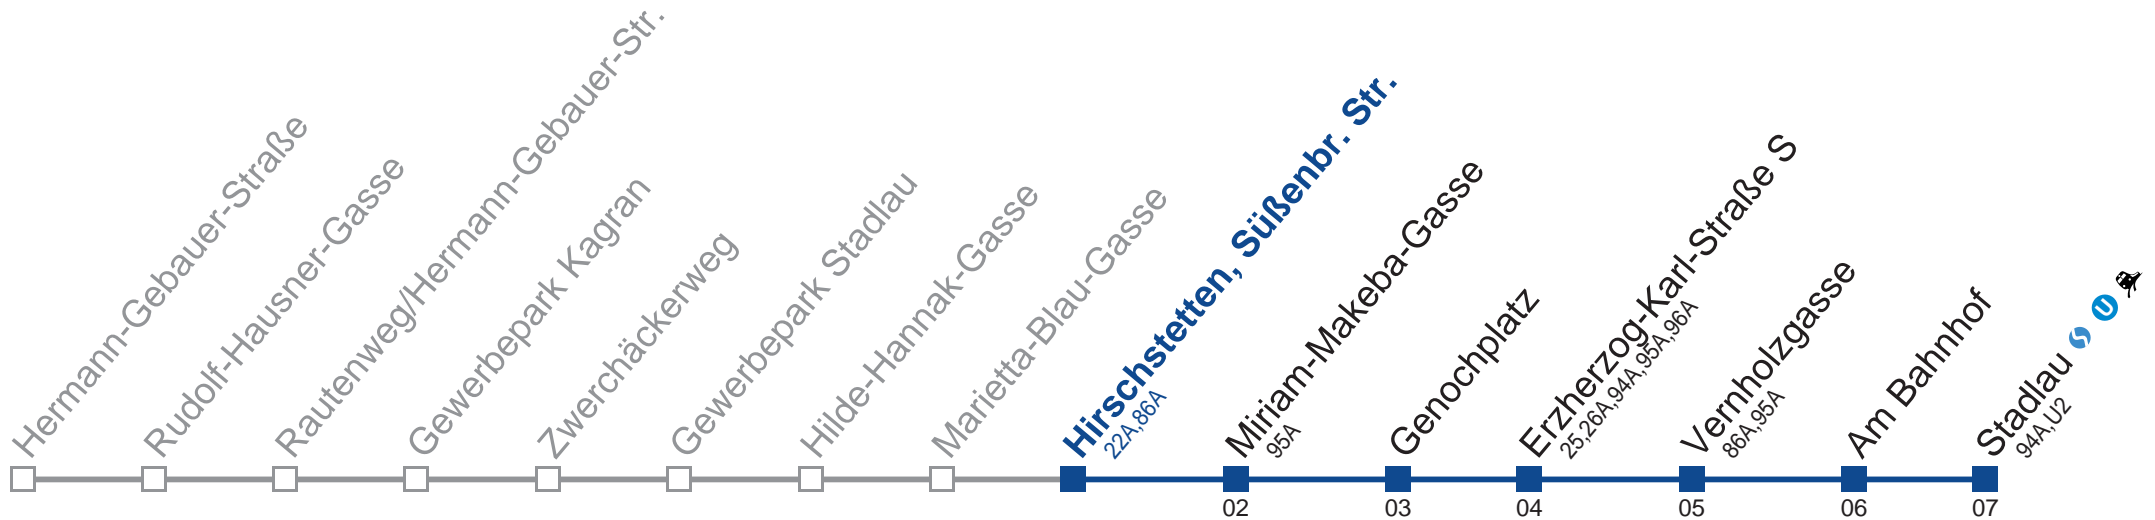 Hermann-Gebauer-Straße
Rudolf-Hausner-Gasse
Rautenweg/Hermann-Gebauer-Str.
Gewerbepark Kagran
Zwerchäckerweg
Gewerbepark Stadlau
Hilde-Hannak-Gasse
Marietta-Blau-Gasse
Hirschstetten, Süßenbr. Str.
22A,86A
Miriam-Makeba-Gasse
95A
02
Genochplatz
03
Erzherzog-Karl-Straße S
25,26A,94A,95A,96A
04
Vernholzgasse
86A,95A
05
Am Bahnhof
06
Stadlau S U
94A,U2
07